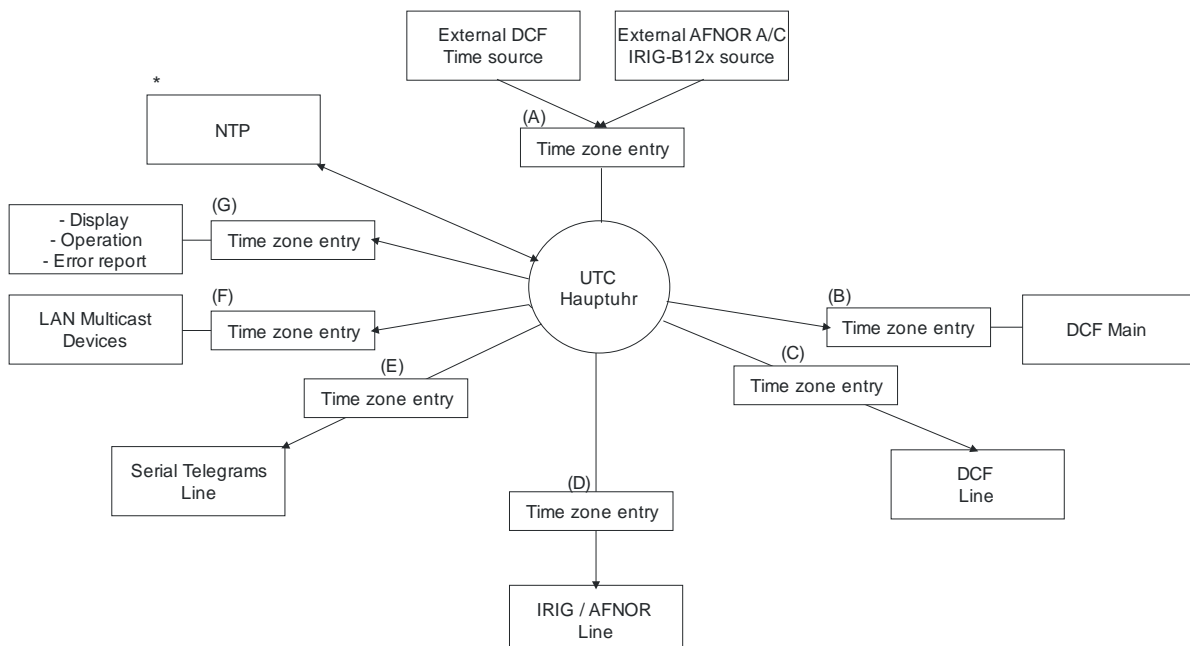 External DCF
Time source
External AFNOR A/C
IRIG-B12x source
*
NTP
(A)
Time zone entry
(G)
- Display
- Operation
- Error report
Time zone entry
UTC
Hauptuhr
(F)
LAN Multicast
Devices
Time zone entry
(B)
Time zone entry
DCF Main
(C)
Time zone entry
(E)
Time zone entry
Serial Telegrams
Line
DCF
Line
(D)
Time zone entry
IRIG / AFNOR
Line